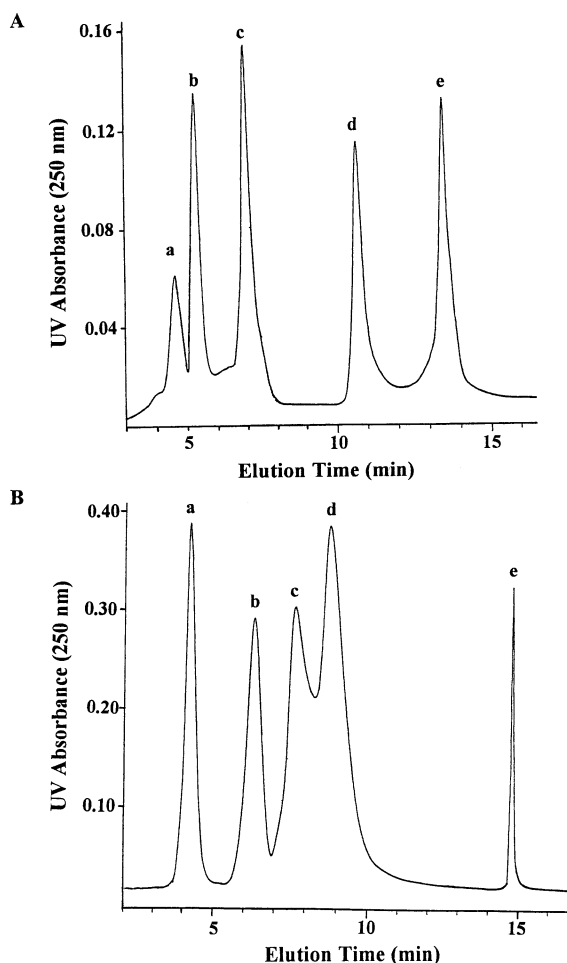 A
0.16
0.12
0.08
0.04
UV Absorbance (250 nm)
a
b
c
d
e
5
10
15
Elution Time (min)
B
0.40
0.30
0.20
0.10
UV Absorbance (250 nm)
a
b
c
d
e
5
10
15
Elution Time (min)